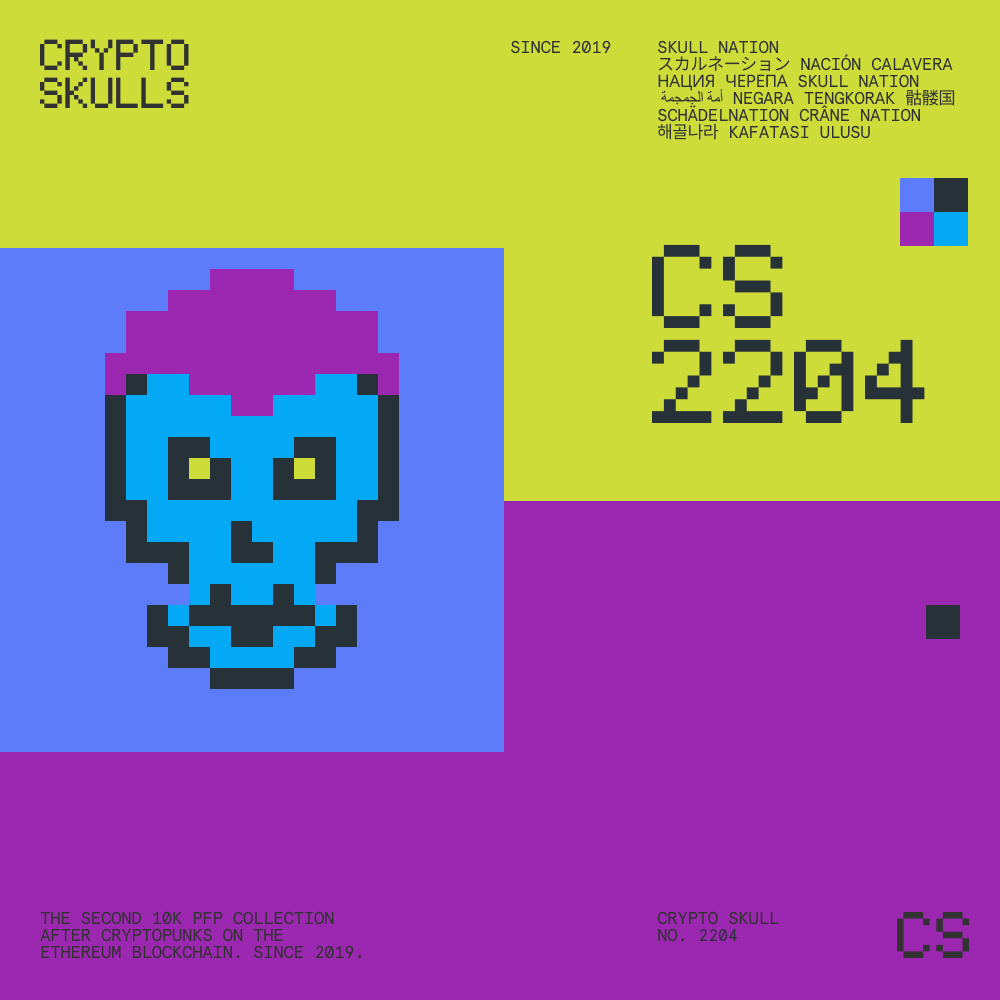 CRYPTO
SKULLS
SINCE 2019
SKULL NATION
スカルネーション NACIÓN CALAVERA
НАЦИЯ ЧЕРЕПА SKULL NATION
أمة الجمجمة NEGARA TENGKORAK 骷髅国
SCHÄDELNATION CRÂNE NATION
해골나라 KAFATASI ULUSU
CS
2204
THE SECOND 10K PFP COLLECTION
AFTER CRYPTOPUNKS ON THE
ETHEREUM BLOCKCHAIN. SINCE 2019.
CRYPTO SKULL
NO. 2204
CS